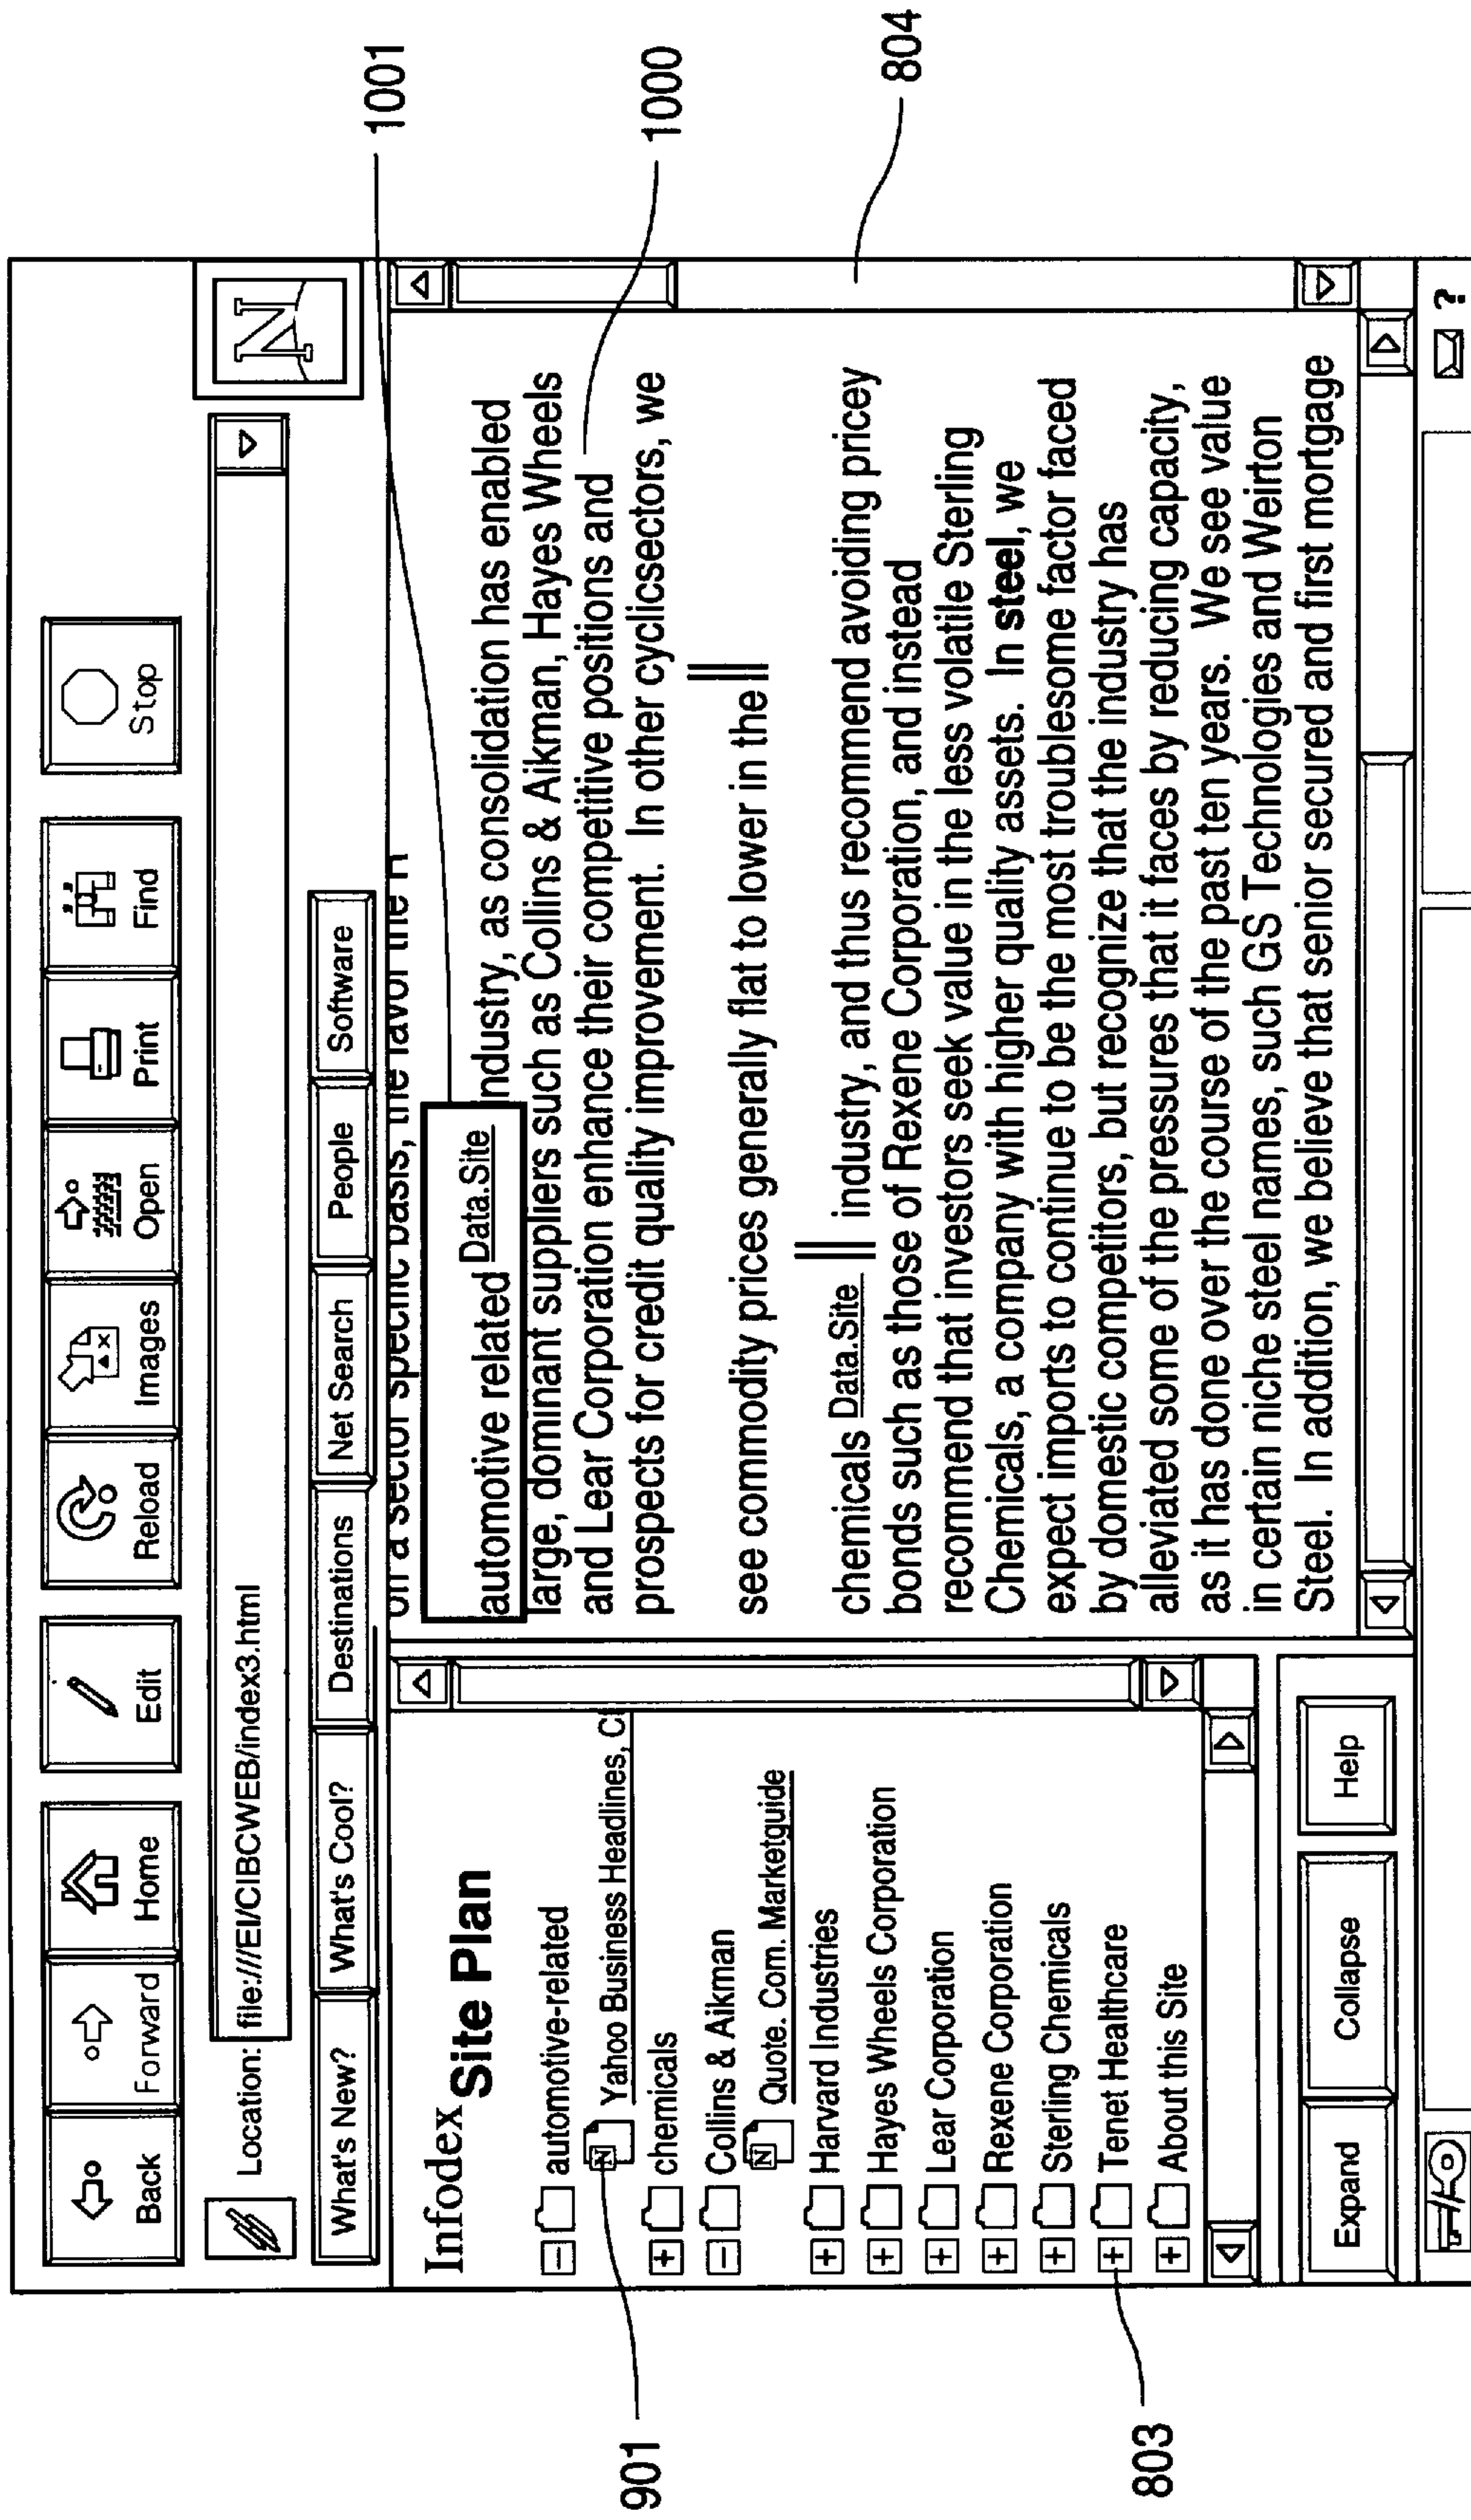 Back Forward Home Edit Reload Images Open Print Find Stop
Location: file:///EI/CIBCWEB/index3.html
N
What's New? What's Cool? Destinations Net Search People Software
Infodex Site Plan
automotive-related
N Yahoo Business Headlines, C
chemicals
Collins & Aikman
N Quote. Com. Marketguide
Harvard Industries
Hayes Wheels Corporation
Lear Corporation
Rexene Corporation
Sterling Chemicals
Tenet Healthcare
About this Site
Expand Collapse Help
on a sector specific basis, the favor the
automotive related Data.Site industry, as consolidation has enabled
large, dominant suppliers such as Collins & Aikman, Hayes Wheels
and Lear Corporation enhance their competitive positions and
prospects for credit quality improvement. In other cyclicsectors, we
see commodity prices generally flat to lower in the
chemicals Data.Site industry, and thus recommend avoiding pricey
bonds such as those of Rexene Corporation, and instead
recommend that investors seek value in the less volatile Sterling
Chemicals, a company with higher quality assets. In steel, we
expect imports to continue to be the most troublesome factor faced
by domestic competitors, but recognize that the industry has
alleviated some of the pressures that it faces by reducing capacity,
as it has done over the course of the past ten years. We see value
in certain niche steel names, such GS Technologies and Weirton
Steel. In addition, we believe that senior secured and first mortgage
?
1001
1000
804
901
803